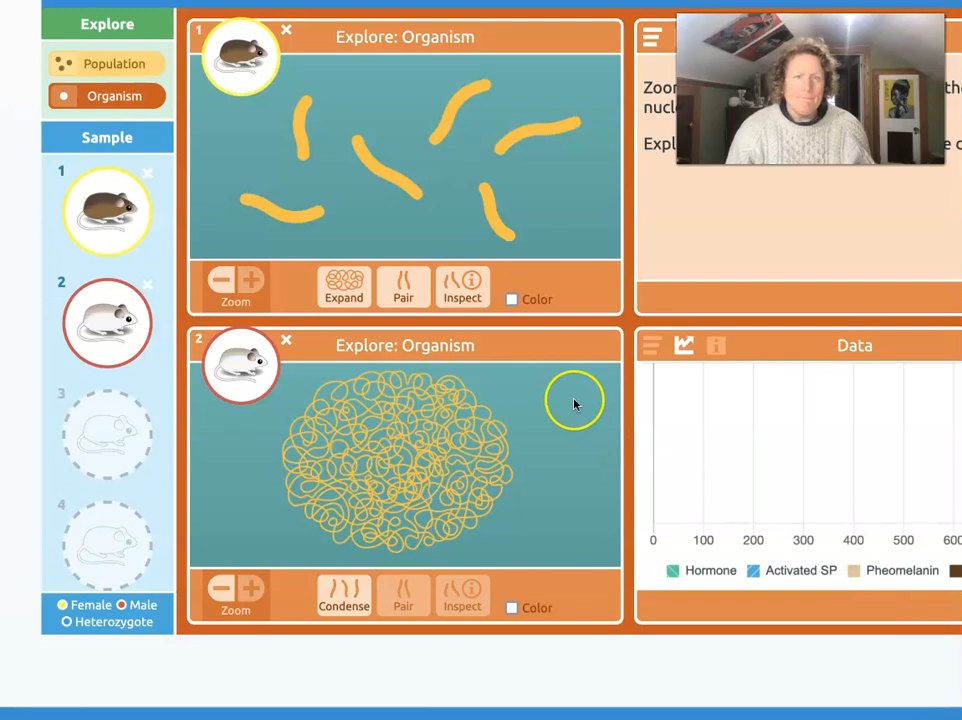 Explore
Population
Organism
Sample
1
2
3
4
Female Male
Heterozygote
1
Explore: Organism
Zoom
Expand
Pair
Inspect
Color
2
Explore: Organism
Zoom
Condense
Pair
Inspect
Color
Zoo
nucl
Expl
Data
0 100 200 300 400 500 600
Hormone Activated SP Pheomelanin